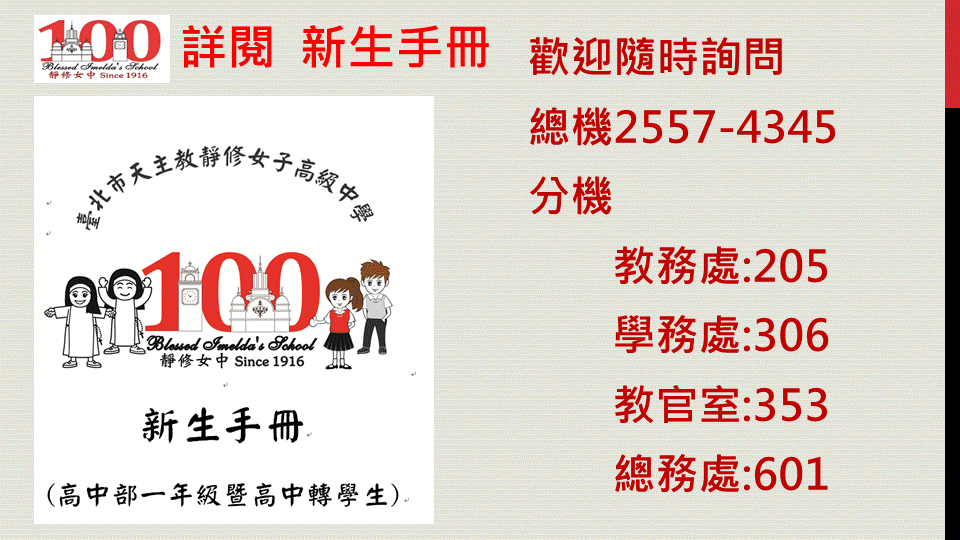 100
Blessed Imelda's School
靜修女中 Since 1916
詳閱 新生手冊
臺北市天主教靜修女子高級中學
100
Blessed Imelda's School
靜修女中 Since 1916
新生手冊
(高中部一年級暨高中轉學生)
歡迎隨時詢問
總機2557-4345
分機
教務處:205
學務處:306
教官室:353
總務處:601